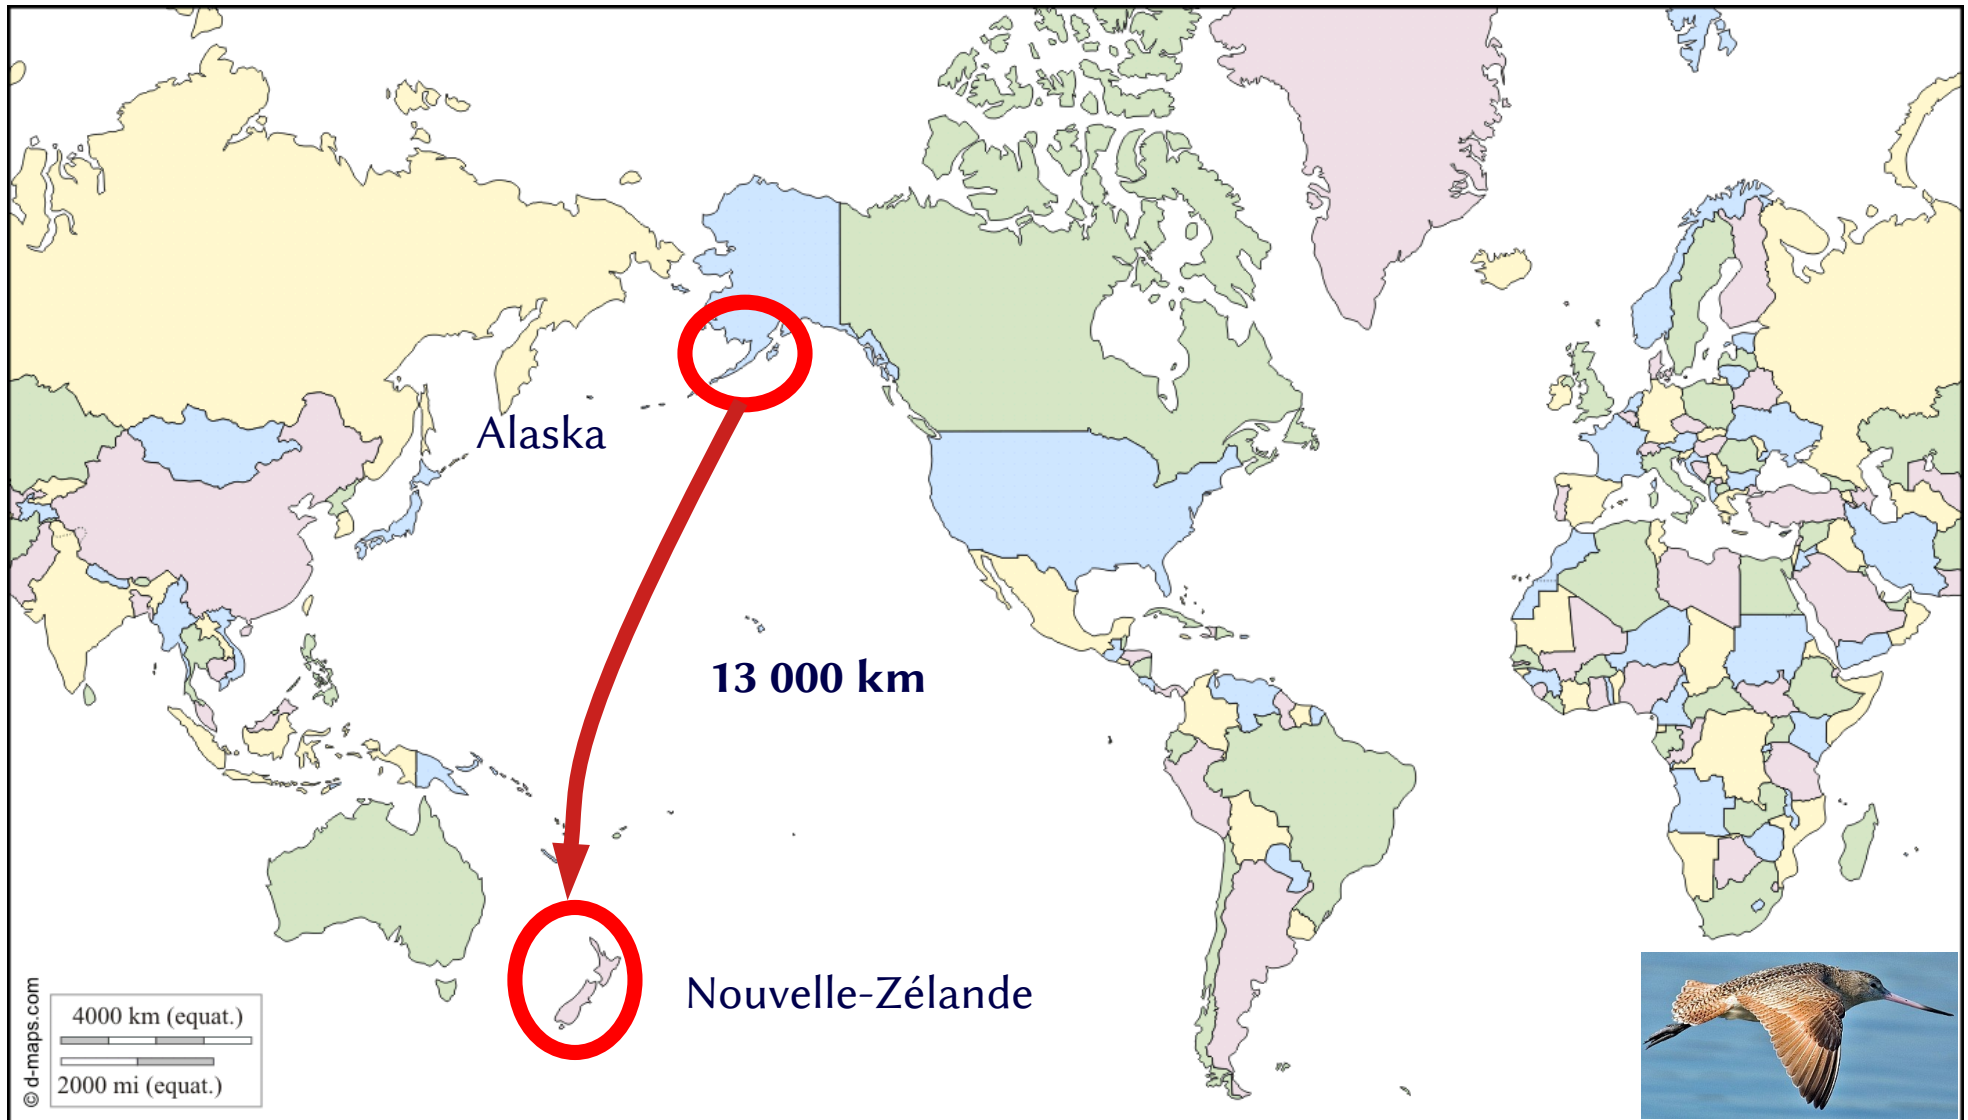 Alaska
13 000 km
Nouvelle-Zélande
4000 km (equat.)
2000 mi (equat.)
© d-maps.com